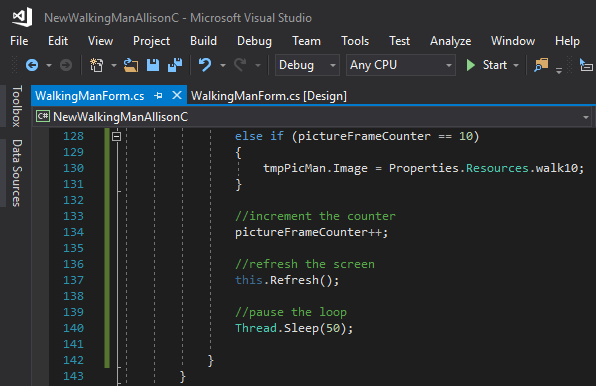 NewWalkingManAllisonC - Microsoft Visual Studio
File Edit View Project Build Debug Team Tools Test Analyze Window Help
Debug Any CPU Start
Toolbox
Data Sources
WalkingManForm.cs WalkingManForm.cs [Design]
C# NewWalkingManAllisonC
128 else if (pictureFrameCounter == 10)
129 {
130 tmpPicMan.Image = Properties.Resources.walk10;
131 }
132
133 //increment the counter
134 pictureFrameCounter++;
135
136 //refresh the screen
137 this.Refresh();
138
139 //pause the loop
140 Thread.Sleep(50);
141
142 }
143 }